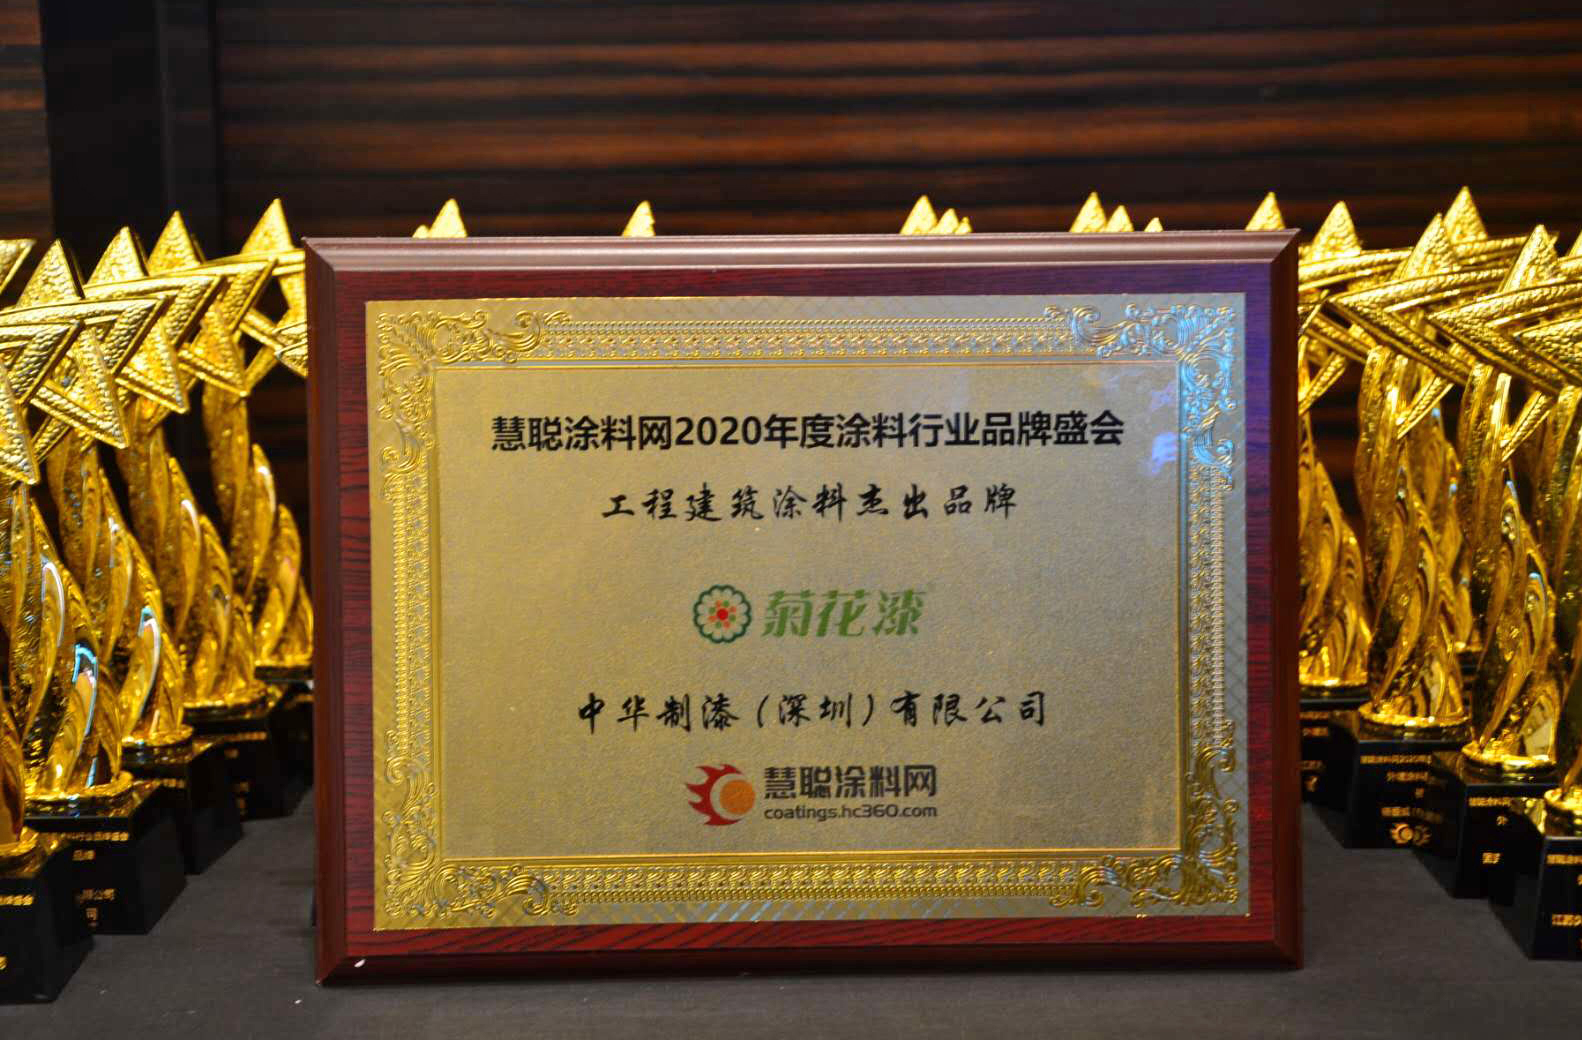 慧聪涂料网2020年度涂料行业品牌盛会
工程建筑涂料杰出品牌
菊花漆
中华制漆（深圳）有限公司
慧聪涂料网
coatings.hc360.com